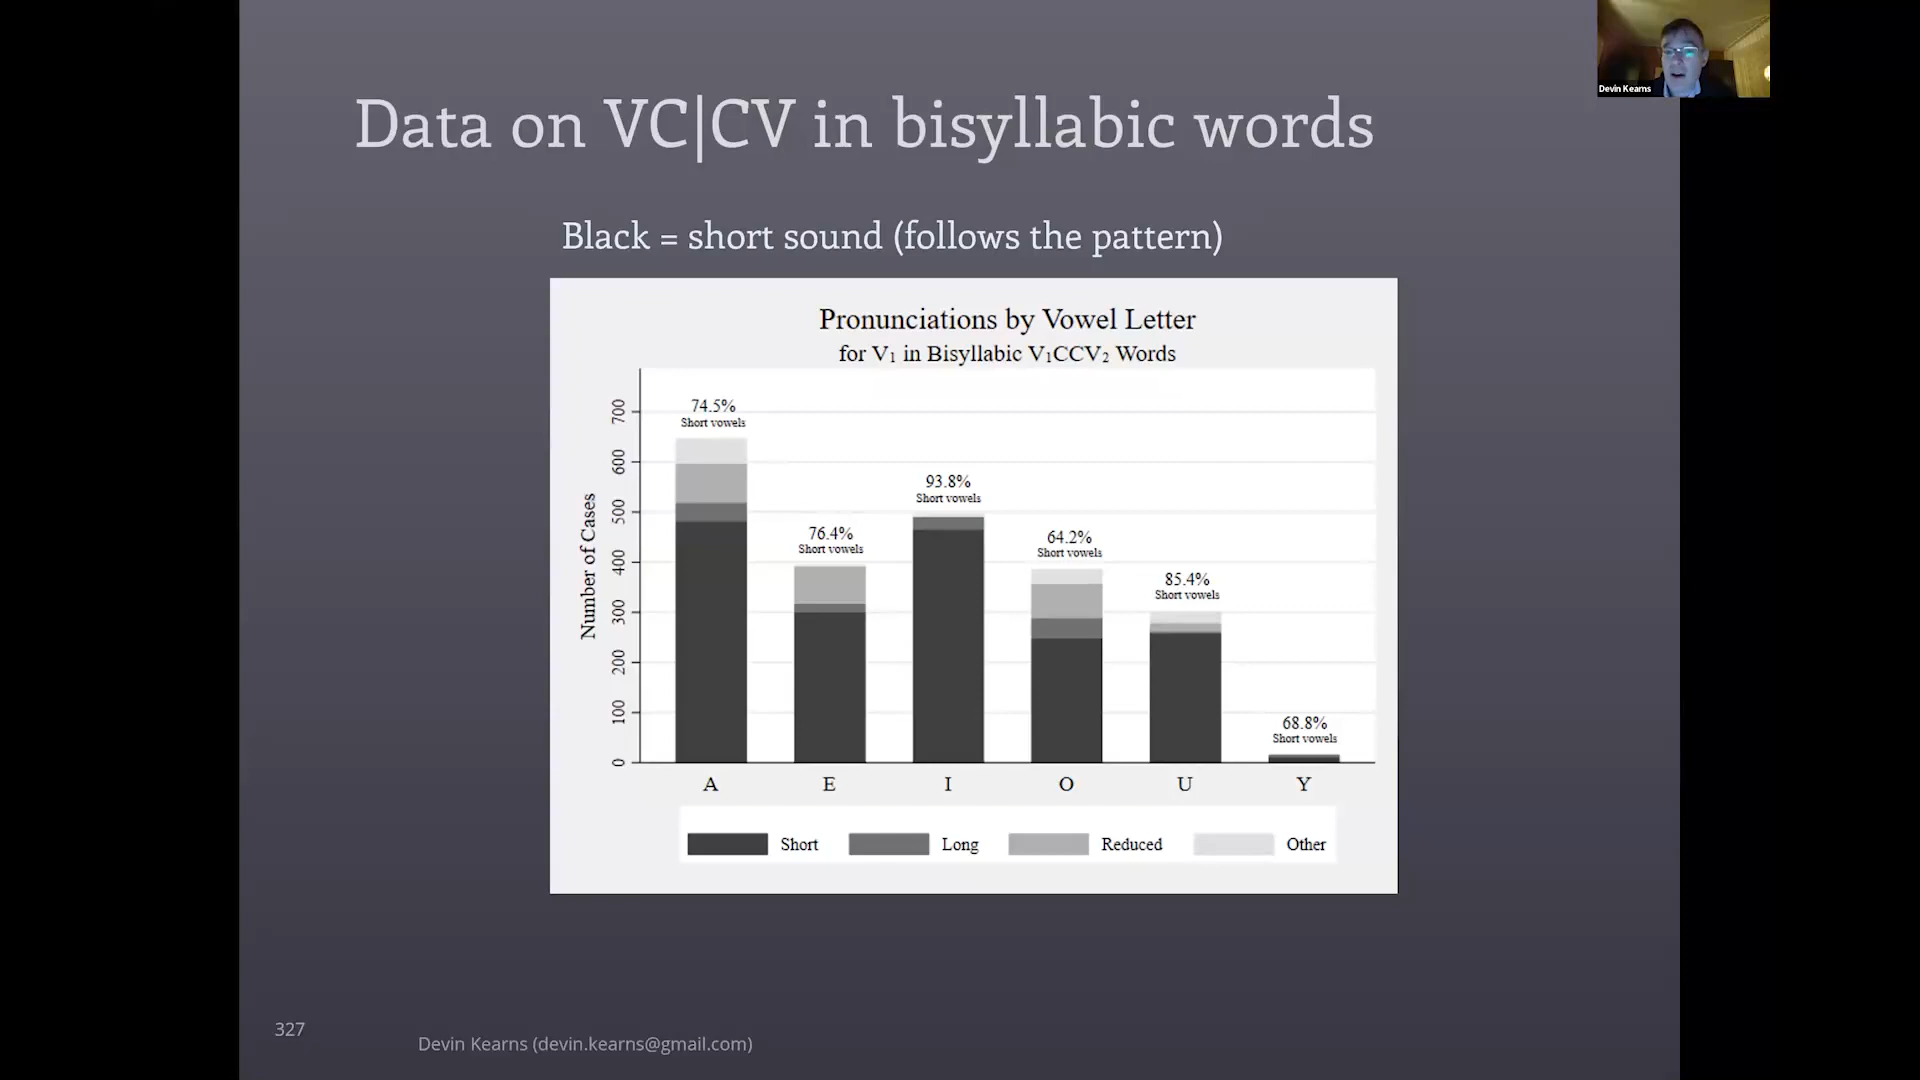 Devin Kearns
Data on VC|CV in bisyllabic words
Black = short sound (follows the pattern)
Pronunciations by Vowel Letter
for V₁ in Bisyllabic V₁CCV₂ Words
Number of Cases
700
600
500
400
300
200
100
0
74.5%
Short vowels
76.4%
Short vowels
93.8%
Short vowels
64.2%
Short vowels
85.4%
Short vowels
68.8%
Short vowels
A E I O U Y
Short Long Reduced Other
327
Devin Kearns (devin.kearns@gmail.com)